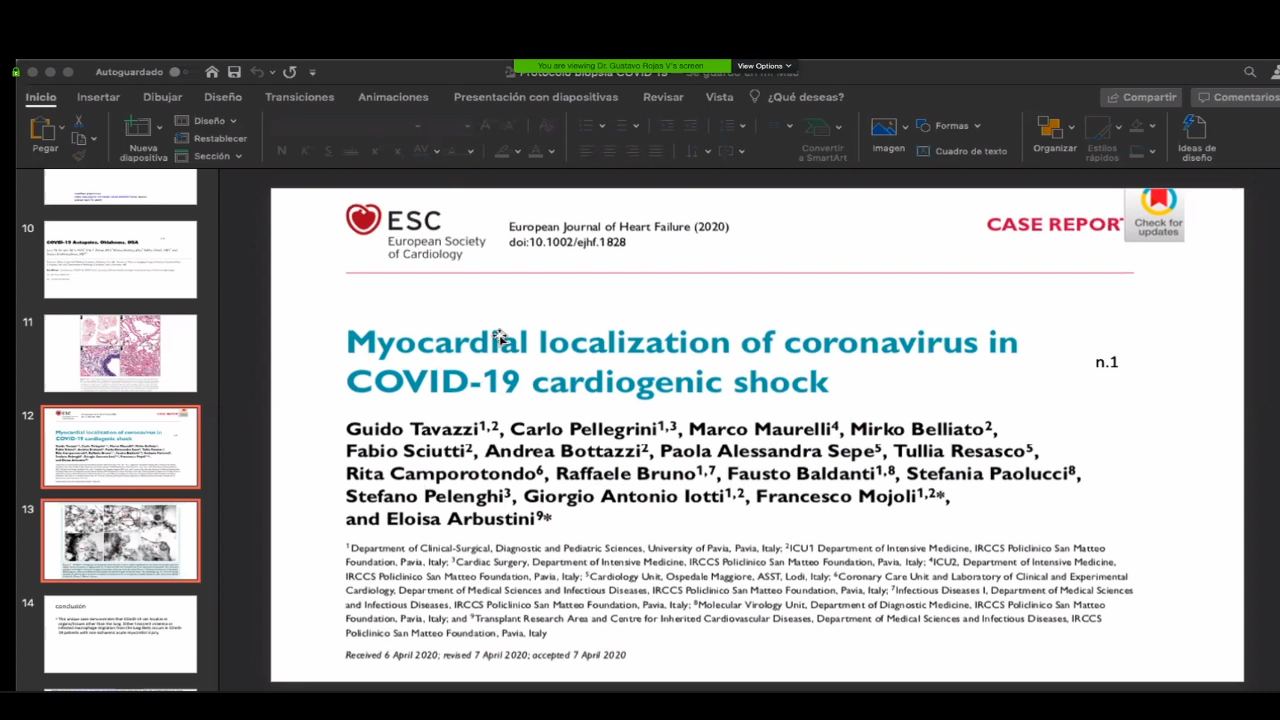 You are viewing Dr. Gustavo Rojas V's screen
View Options
Autoguardado
Inicio
Insertar
Dibujar
Diseño
Transiciones
Animaciones
Presentación con diapositivas
Revisar
Vista
¿Qué deseas?
Compartir
Comentarios
Pegar
Nueva
diapositiva
Diseño
Restablecer
Sección
Convertir
a SmartArt
Imagen
Formas
Cuadro de texto
Organizar
Estilos
rápidos
Ideas de
diseño
10
COVID-19 Autopsies, Oklahoma, USA
11
12
13
14
conclusión
ESC
European Society
of Cardiology
European Journal of Heart Failure (2020)
doi:10.1002/ejhf.1828
CASE REPOR
Check for
updates
Myocardial localization of coronavirus in
COVID-19 cardiogenic shock
n.1
Guido Tavazzi1,2, Carlo Pellegrini1,3, Marco Maurelli4, Mirko Belliato2,
Fabio Sciutti2, Andrea Bottazzi2, Paola Alessandra Sepe5, Tullia Resasco5,
Rita Camporotondo6, Raffaele Bruno1,7, Fausto Baldanti1,8, Stefania Paolucci8,
Stefano Pelenghi3, Giorgio Antonio Iotti1,2, Francesco Mojoli1,2*,
and Eloisa Arbustini9*
1Department of Clinical-Surgical, Diagnostic and Pediatric Sciences, University of Pavia, Pavia, Italy; 2ICU1 Department of Intensive Medicine, IRCCS Policlinico San Matteo
Foundation, Pavia, Italy; 3Cardiac Surgery, Department of Intensive Medicine, IRCCS Policlinico San Matteo Foundation, Pavia, Italy; 4ICU2, Department of Intensive Medicine,
IRCCS Policlinico San Matteo Foundation, Pavia, Italy; 5Cardiology Unit, Ospedale Maggiore, ASST, Lodi, Italy; 6Coronary Care Unit and Laboratory of Clinical and Experimental
Cardiology, Department of Medical Sciences and Infectious Diseases, IRCCS Policlinico San Matteo Foundation, Pavia, Italy; 7Infectious Diseases I, Department of Medical Sciences
and Infectious Diseases, IRCCS Policlinico San Matteo Foundation, Pavia, Italy; 8Molecular Virology Unit, Department of Diagnostic Medicine, IRCCS Policlinico San Matteo
Foundation, Pavia, Italy; and 9Transplant Research Area and Centre for Inherited Cardiovascular Diseases, Department of Medical Sciences and Infectious Diseases, IRCCS
Policlinico San Matteo Foundation, Pavia, Italy
Received 6 April 2020; revised 7 April 2020; accepted 7 April 2020